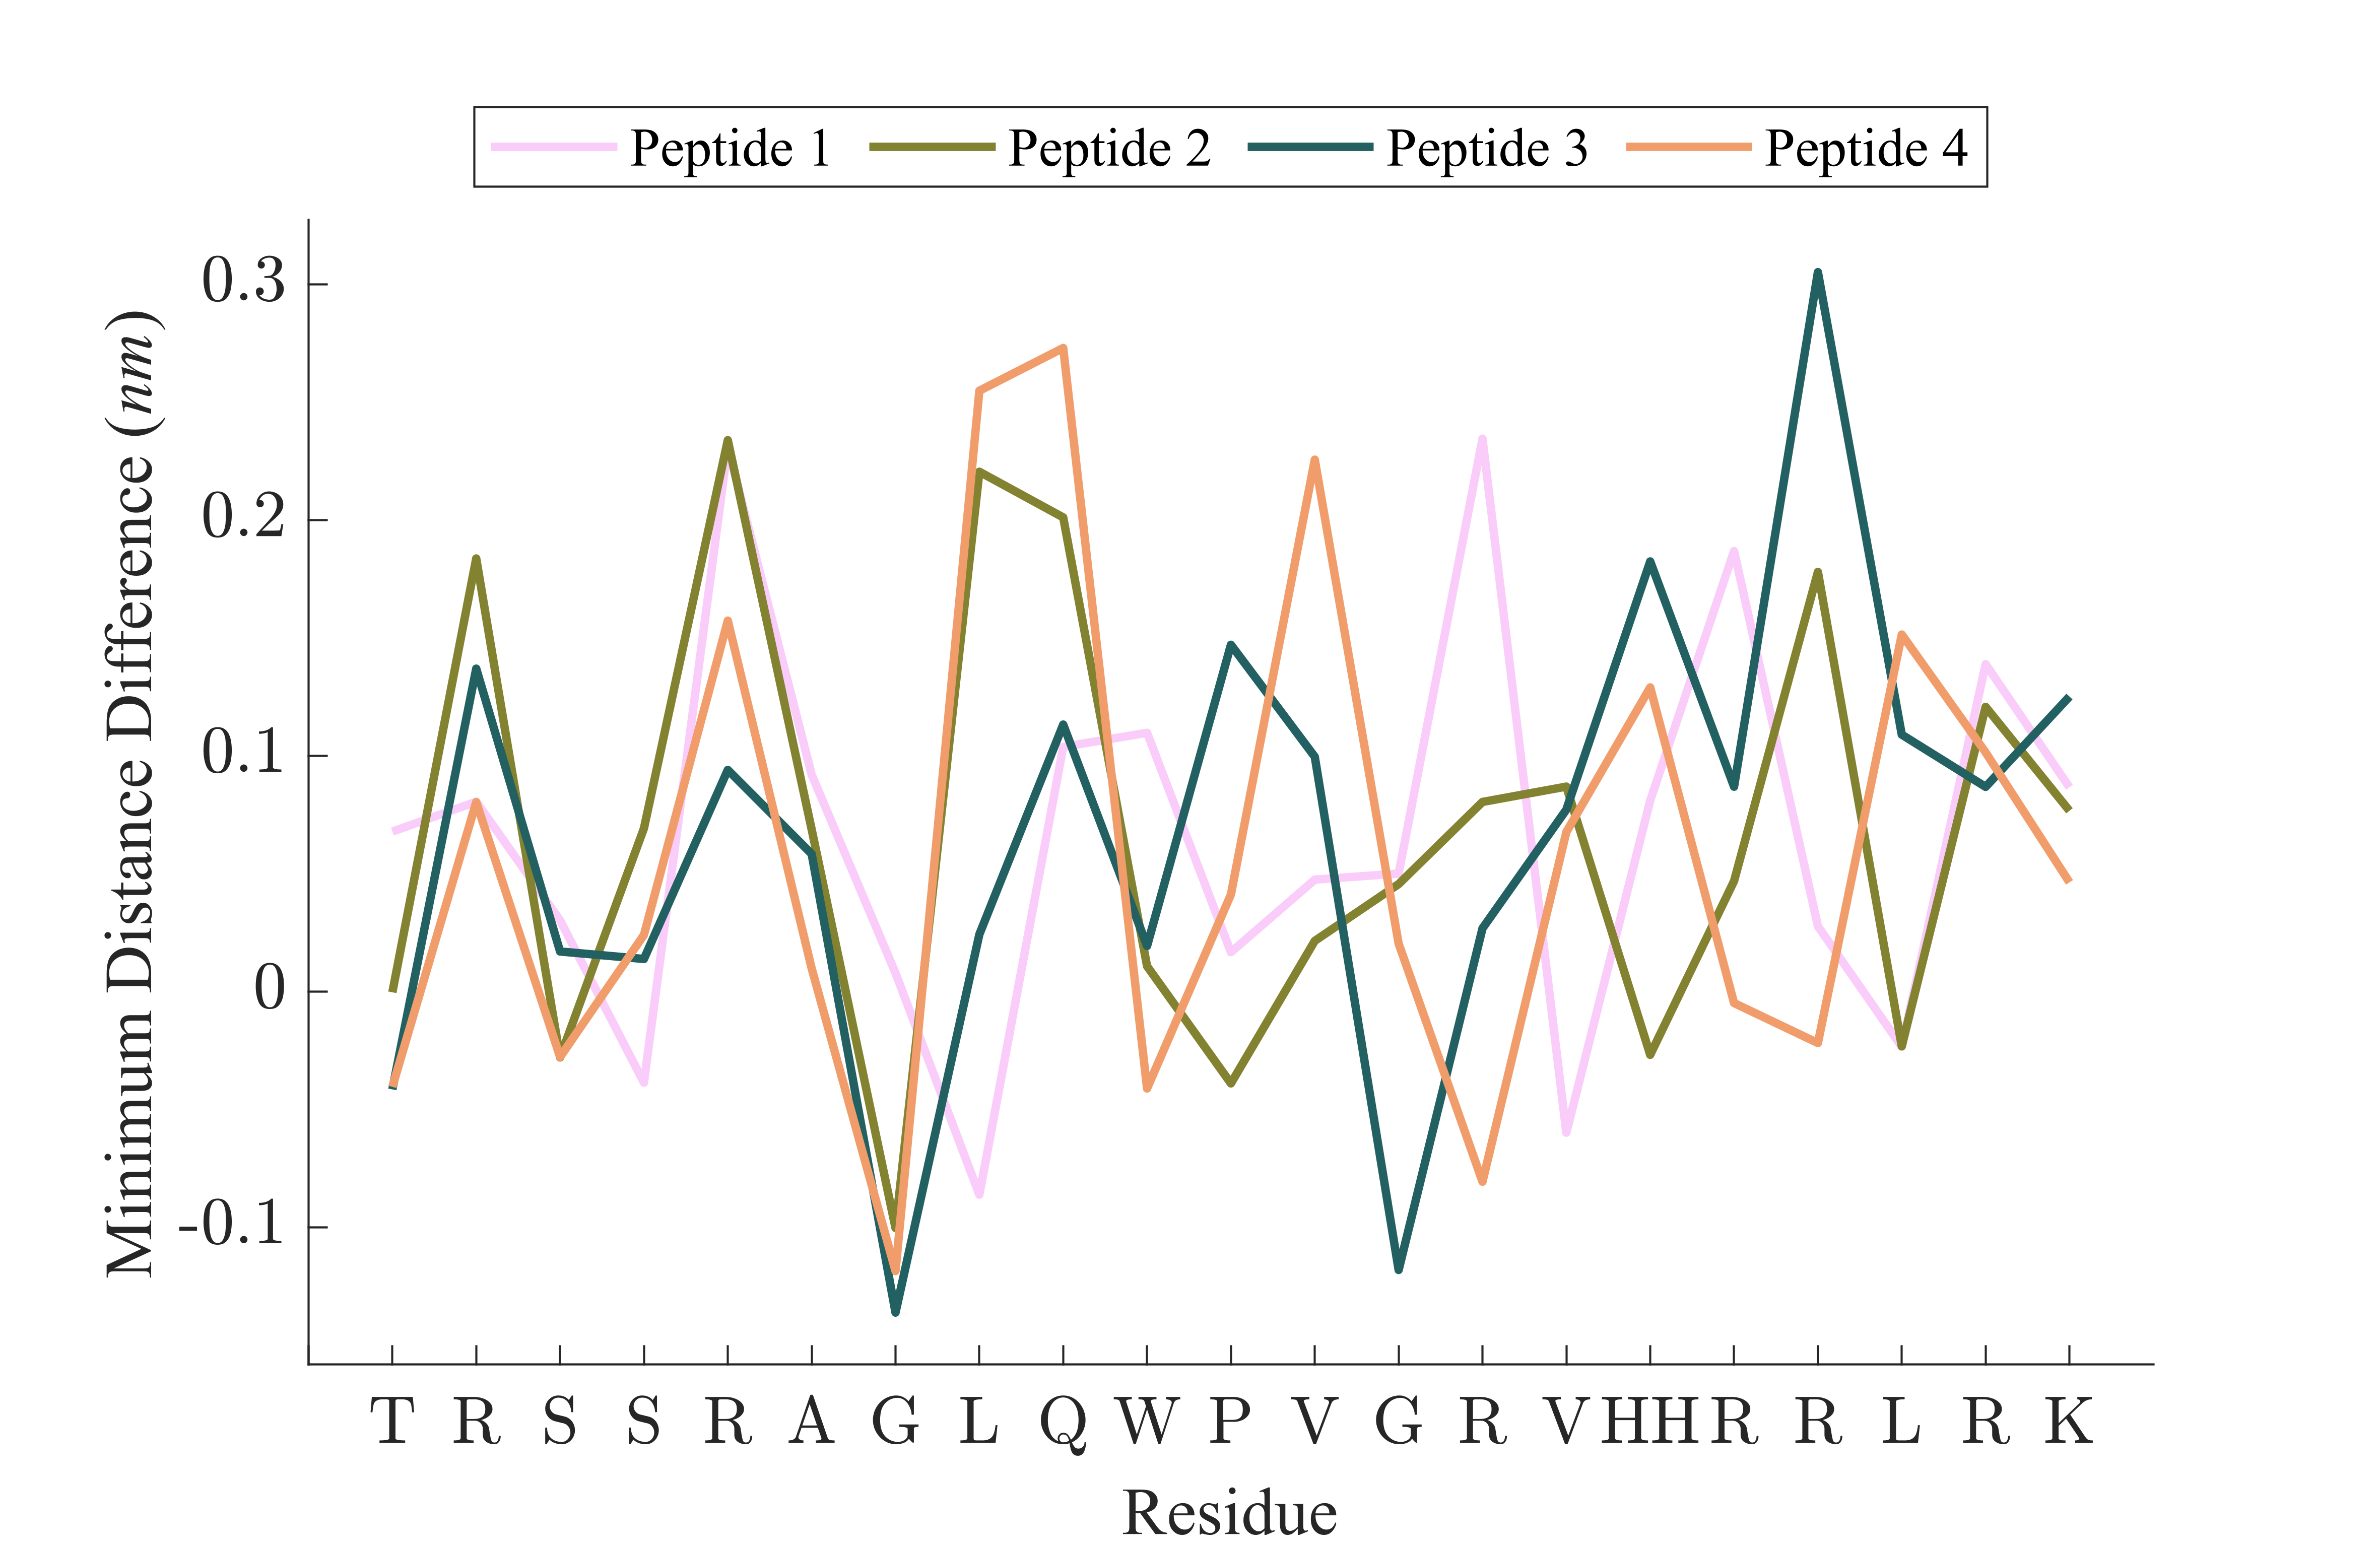 Peptide 1 Peptide 2 Peptide 3 Peptide 4
Minimum Distance Difference (nm)
0.3
0.2
0.1
0
-0.1
T R S S R A G L Q W P V G R V HH R R L R K
Residue